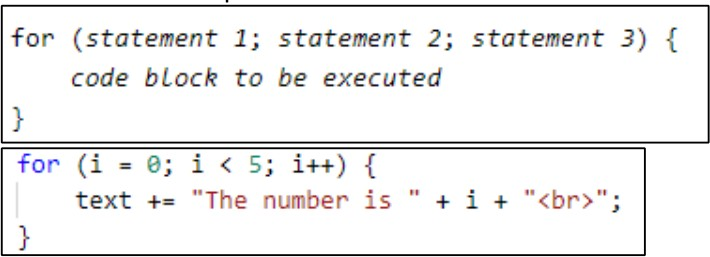 for (statement 1; statement 2; statement 3) {
    code block to be executed
}
for (i = 0; i < 5; i++) {
    text += "The number is " + i + "<br>";
}